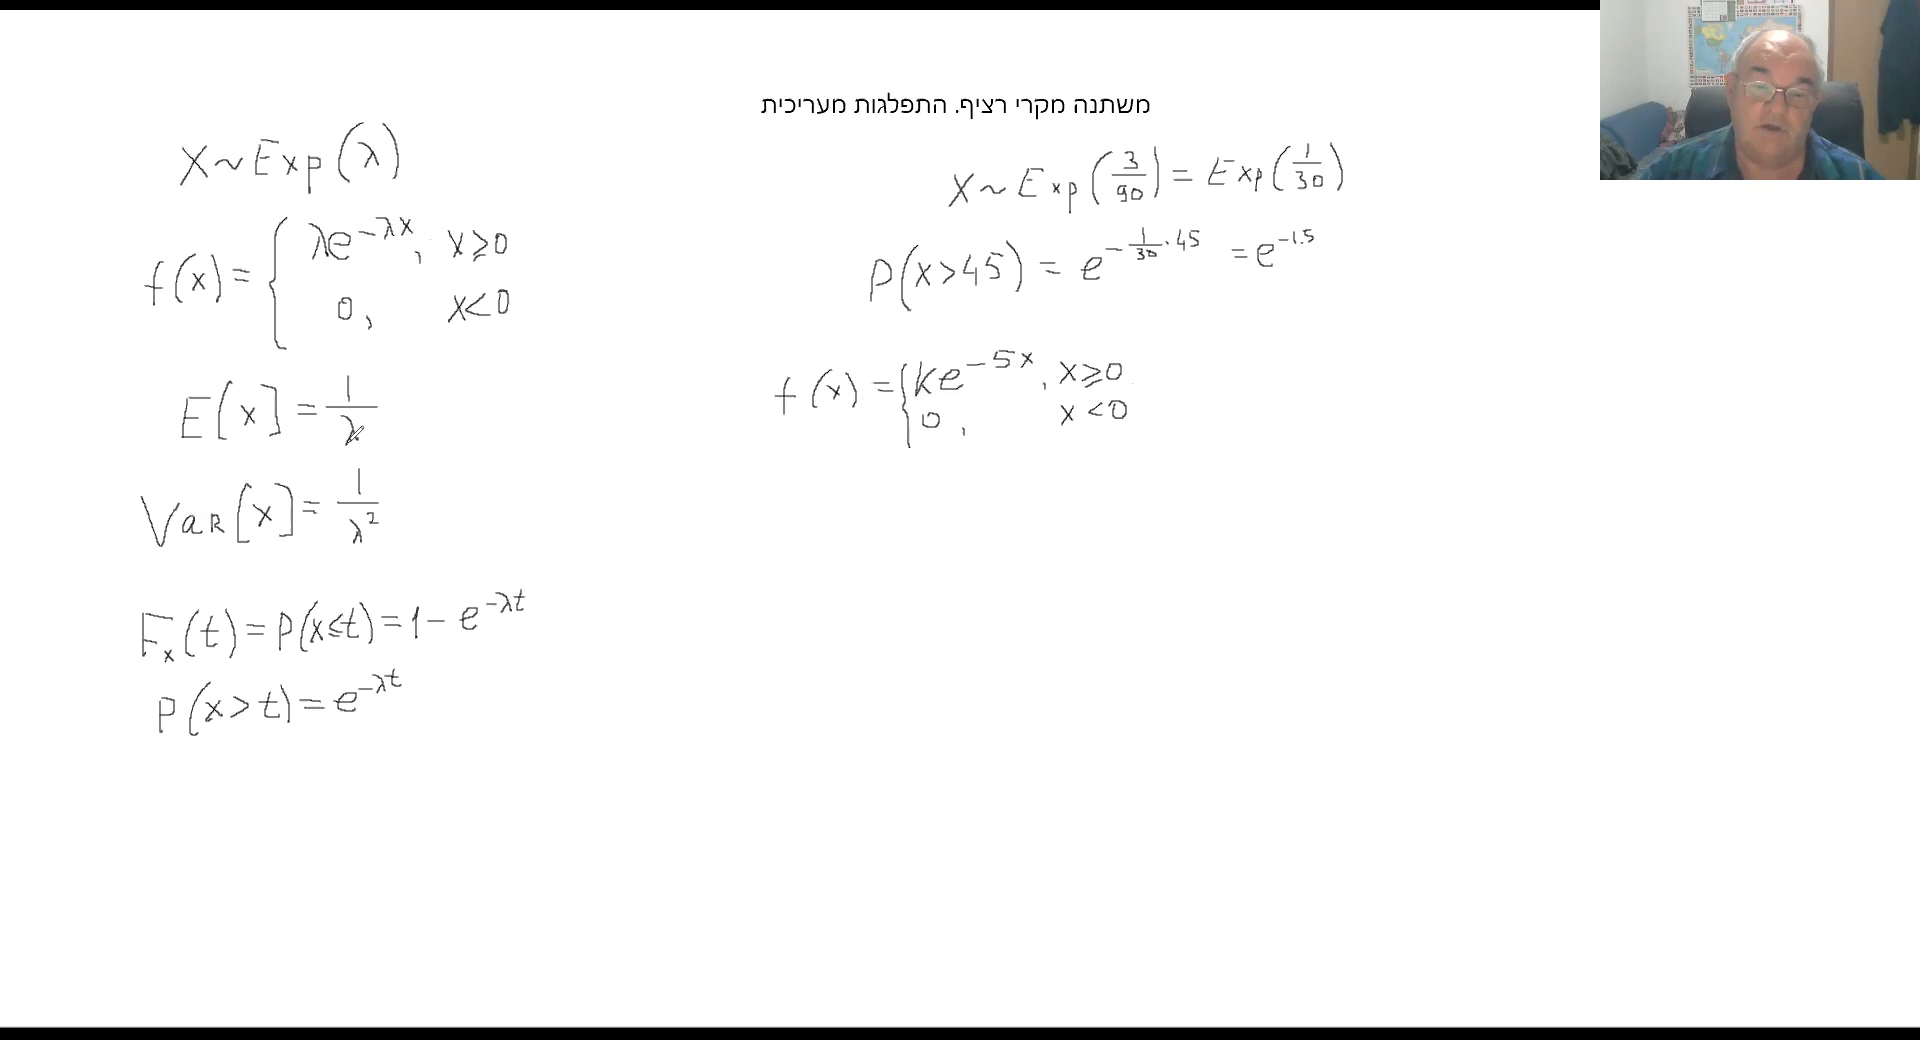 משתנה מקרי רציף. התפלגות מעריכית
X~Exp(λ)
f(x) = { λe^{-λx}, x≥0
0, x<0
E[x] = 1/λ
VaR[x] = 1/λ²
F_x(t) = P(x≤t) = 1 - e^{-λt}
P(x>t) = e^{-λt}
X~Exp(3/90) = Exp(1/30)
P(x>45) = e^{-1/30·45} = e^{-1.5}
f(x) = { ke^{-5x}, x≥0
0, x<0